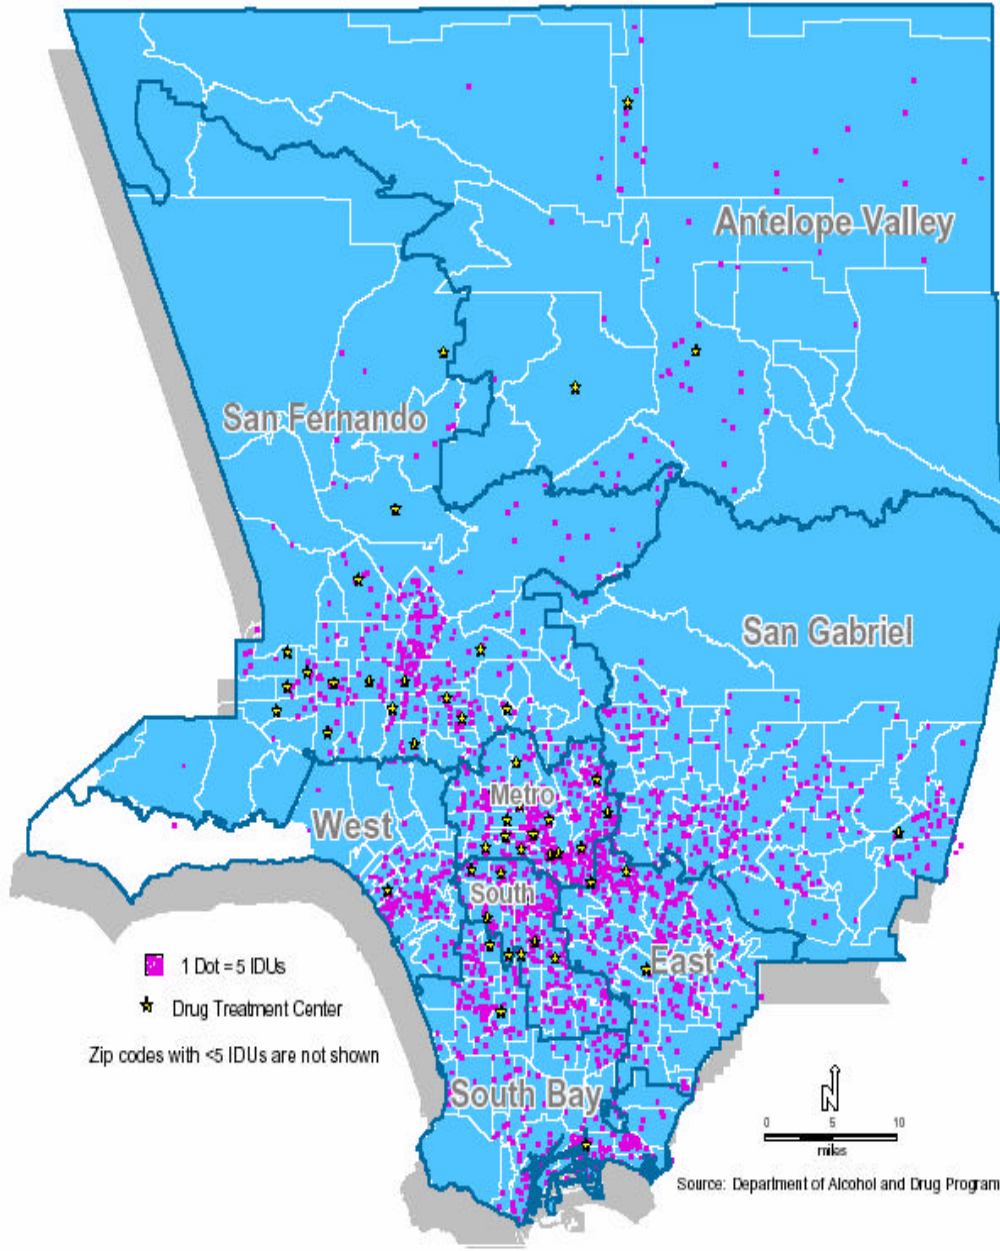 Antelope Valley
San Fernando
San Gabriel
Metro
West
South
East
1 Dot = 5 IDUs
Drug Treatment Center
Zip codes with <5 IDUs are not shown
South Bay
N
0 5 10
miles
Source: Department of Alcohol and Drug Program